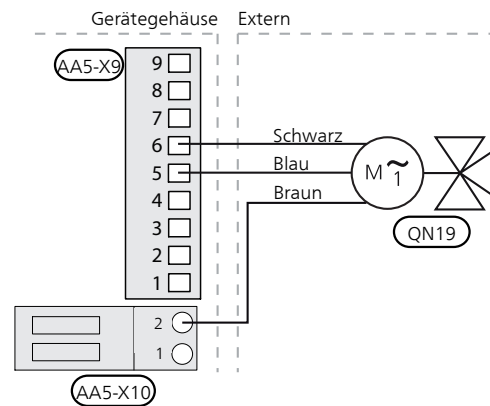 Gerätegehäuse Extern
AA5-X9
9
8
7
6
5
4
3
2
1
Schwarz
Blau
Braun
M ~
1
QN19
2
1
AA5-X10